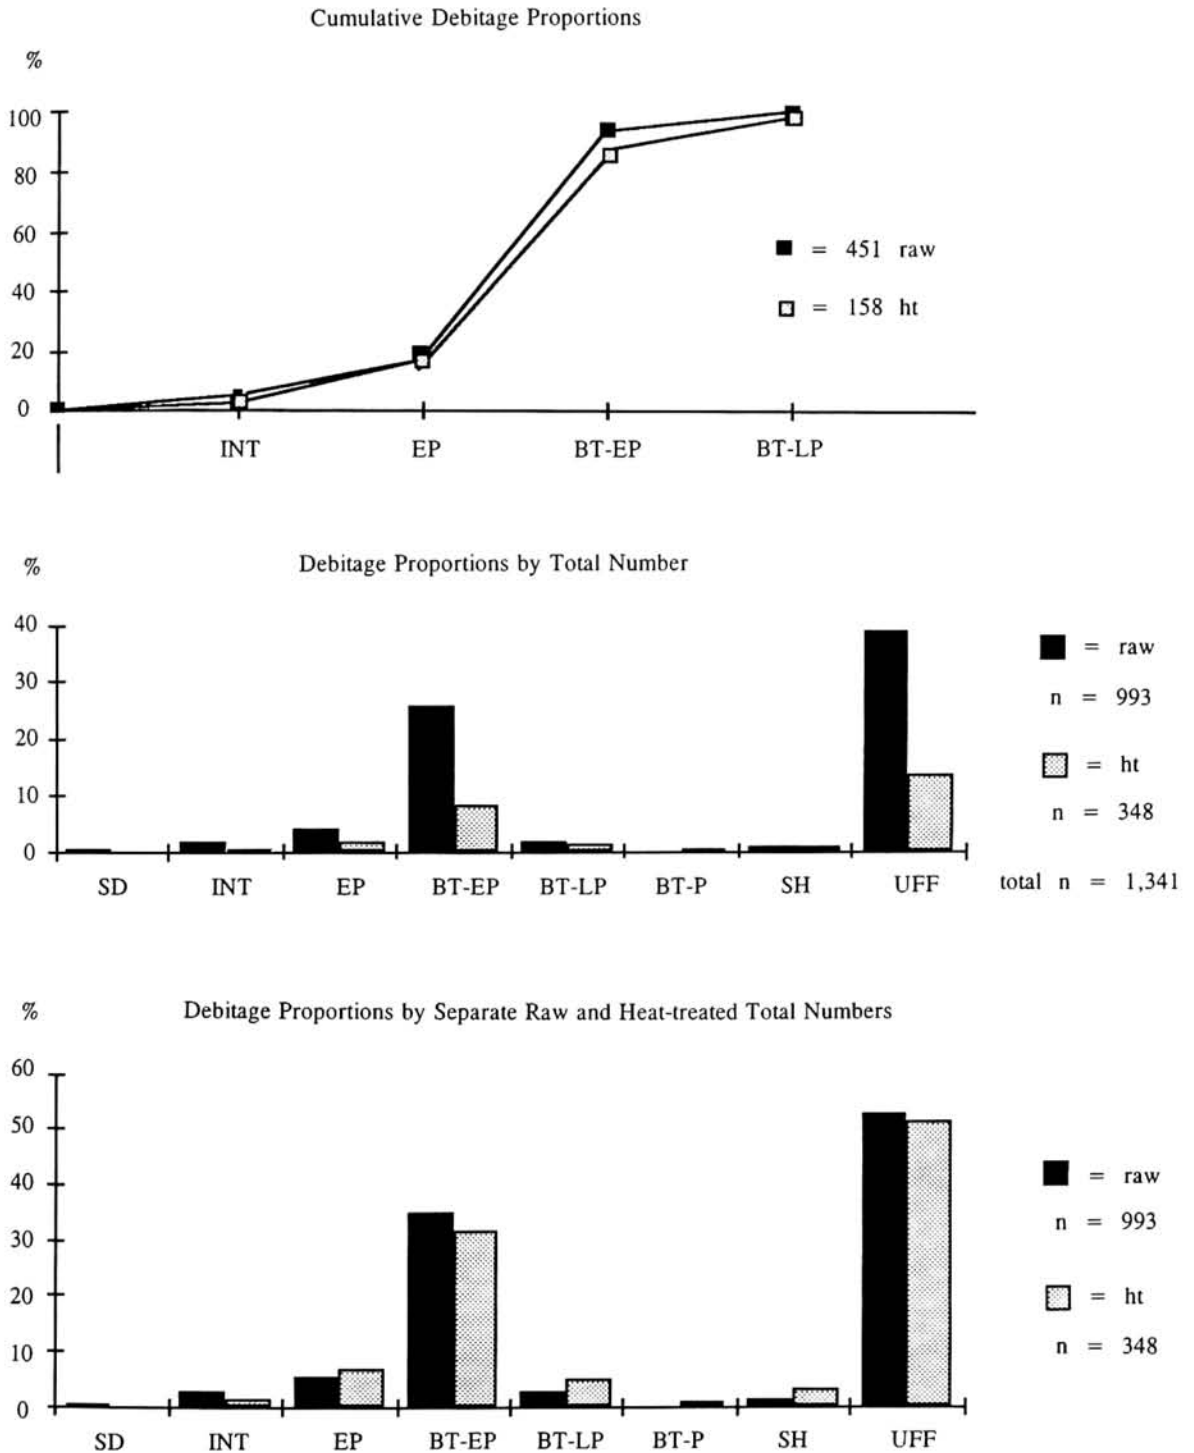 Cumulative Debitage Proportions
%
100
80
60
40
20
0
= 451 raw
= 158 ht
INT EP BT-EP BT-LP
% Debitage Proportions by Total Number
40
30
20
10
0
= raw
n = 993
= ht
n = 348
SD INT EP BT-EP BT-LP BT-P SH UFF total n = 1,341
% Debitage Proportions by Separate Raw and Heat-treated Total Numbers
60
50
40
30
20
10
0
= raw
n = 993
= ht
n = 348
SD INT EP BT-EP BT-LP BT-P SH UFF